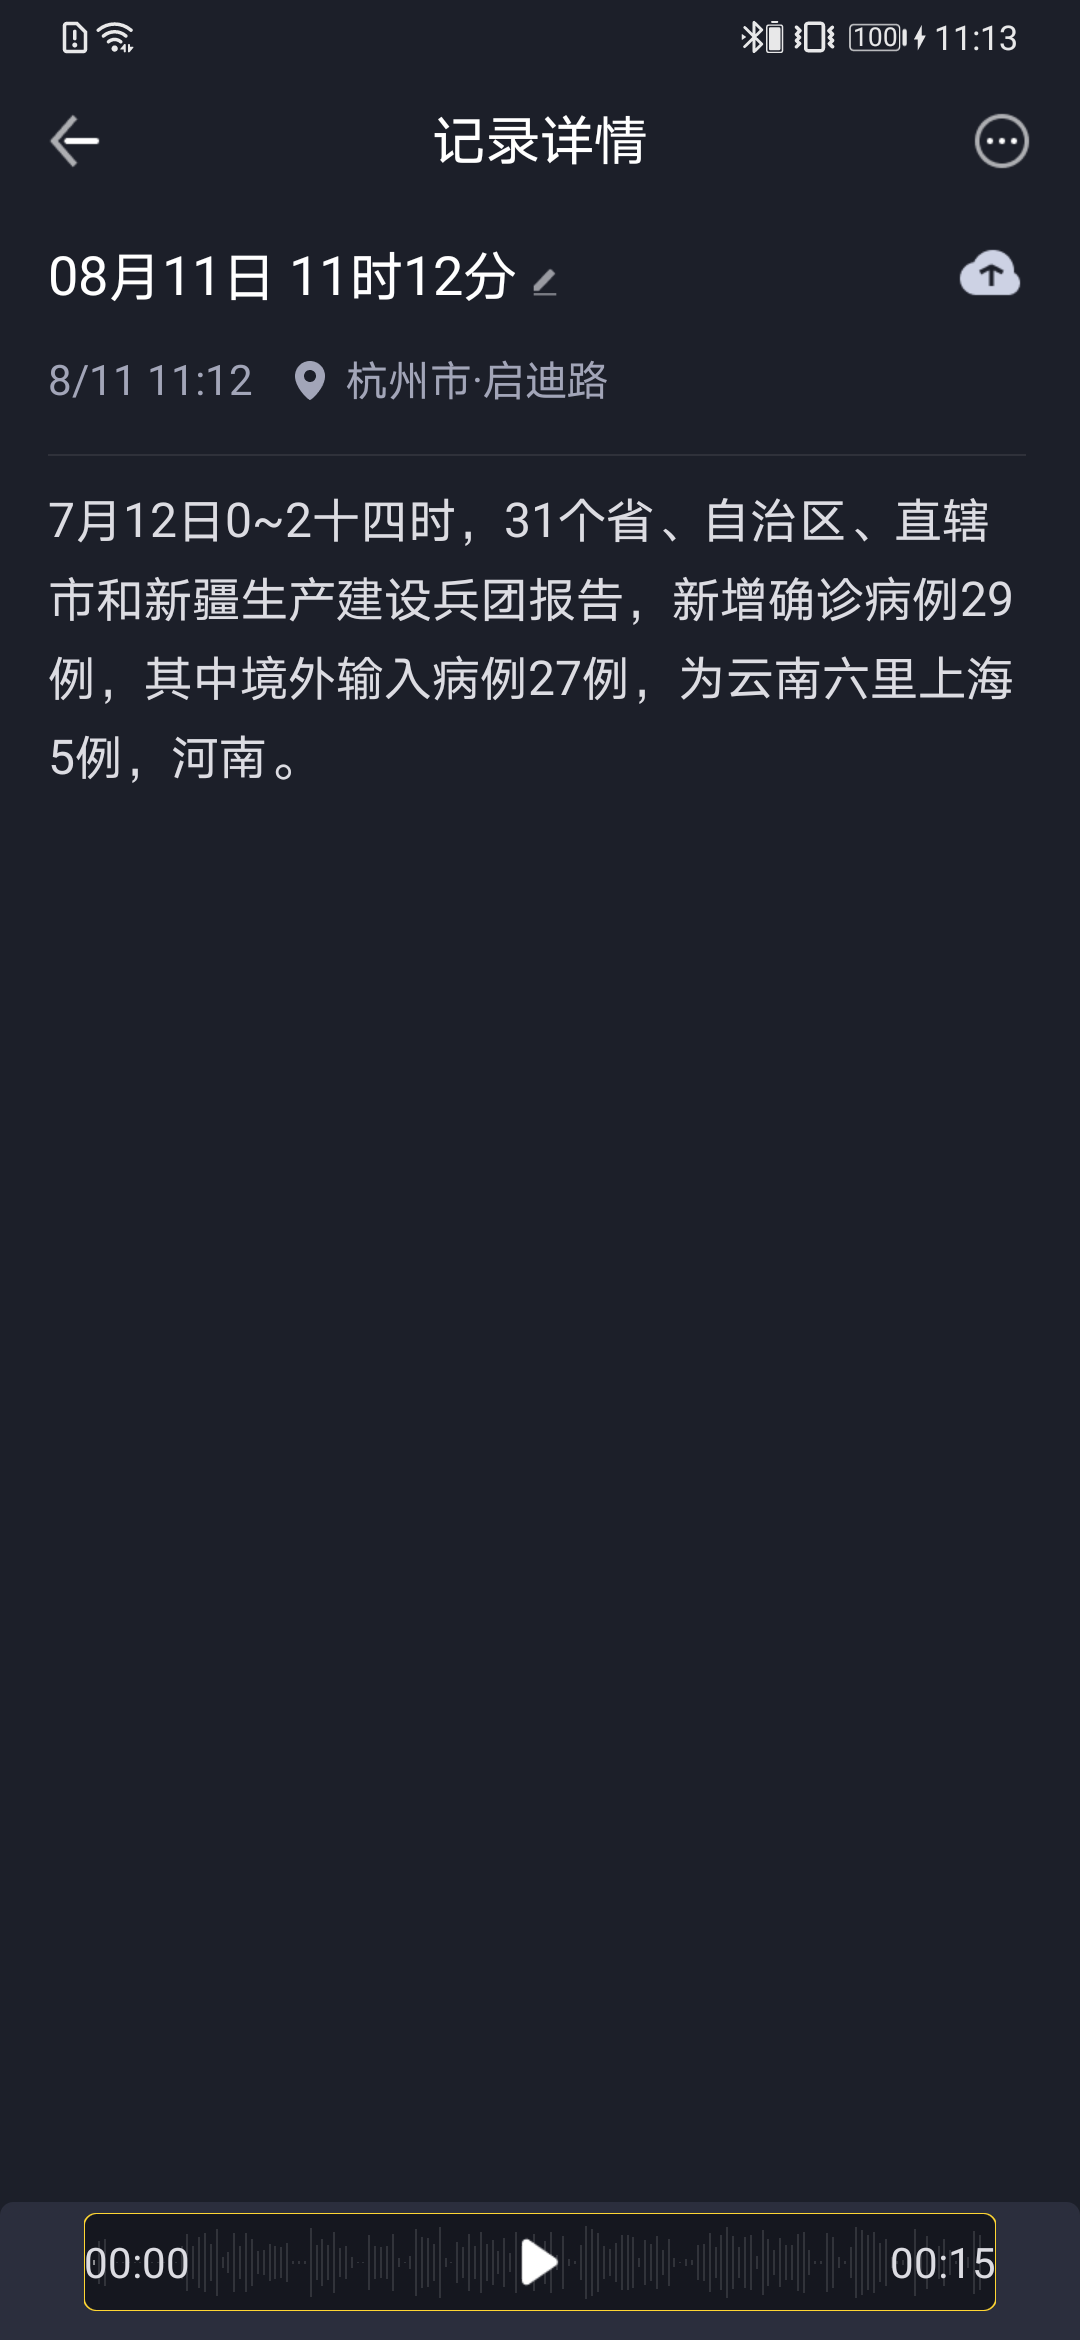 100 11:13
记录详情
08月11日 11时12分
8/11 11:12 杭州市·启迪路
7月12日0~2十四时，31个省、自治区、直辖
市和新疆生产建设兵团报告，新增确诊病例29
例，其中境外输入病例27例，为云南六里上海
5例，河南。
00:00 00:15